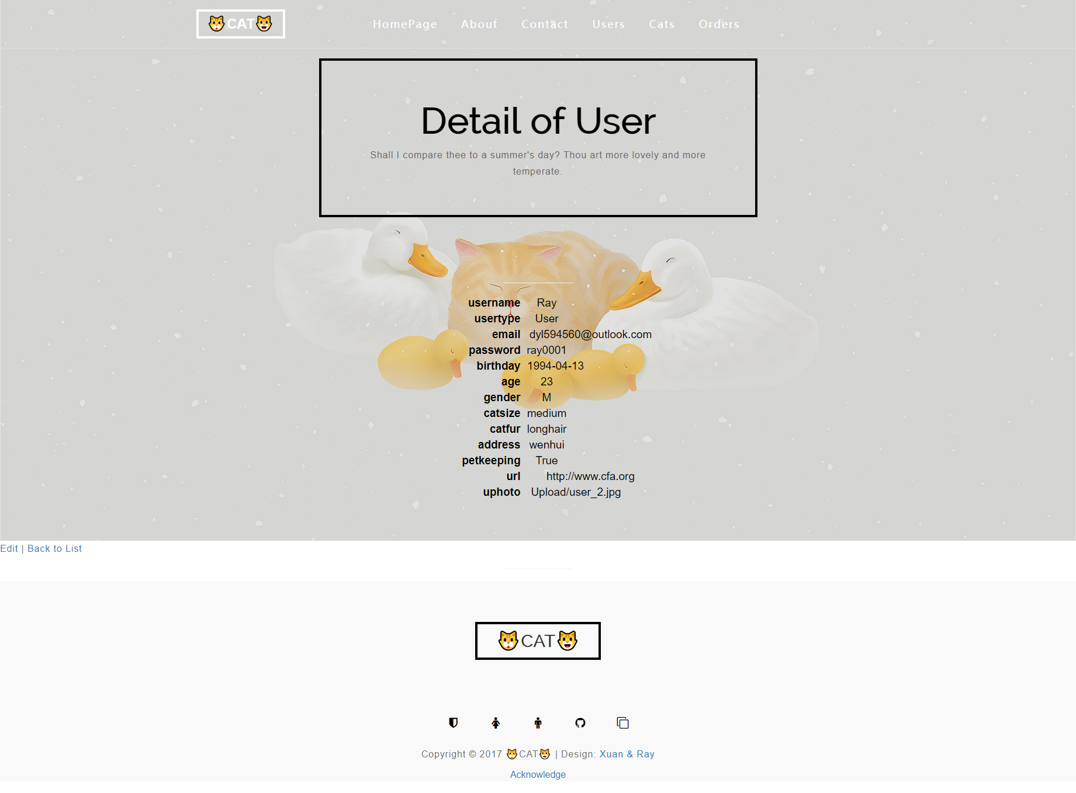 🐱CAT🐱 HomePage About Contact Users Cats Orders
Detail of User
Shall I compare thee to a summer's day? Thou art more lovely and more
temperate.
username Ray
usertype User
email dyl594560@outlook.com
password ray0001
birthday 1994-04-13
age 23
gender M
catsize medium
catfur longhair
address wenhui
petkeeping True
url http://www.cfa.org
uphoto Upload/user_2.jpg
Edit | Back to List
🐱CAT🐱
Copyright © 2017 🐱CAT🐱 | Design: Xuan & Ray
Acknowledge